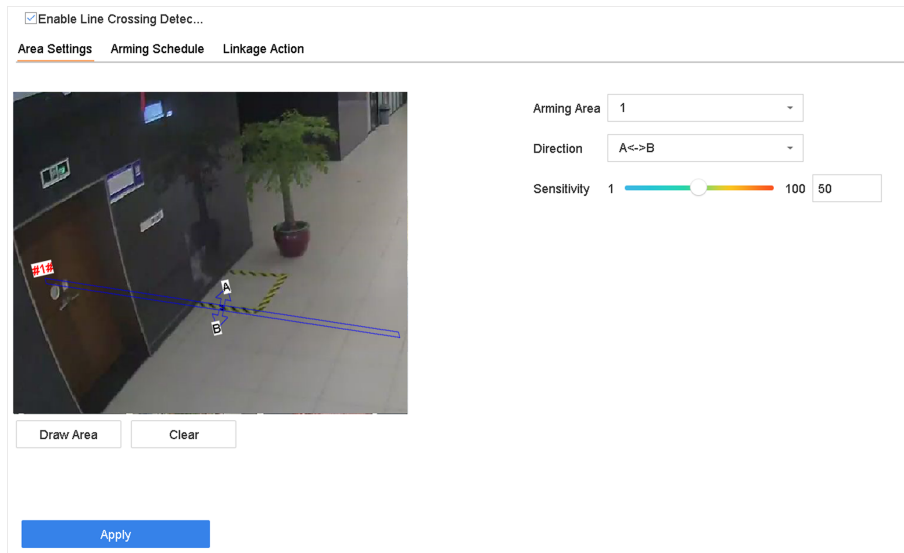 Enable Line Crossing Detec...
Area Settings Arming Schedule Linkage Action
Arming Area 1
Direction A<->B
Sensitivity 1 100 50
#1#
A
B
Draw Area Clear
Apply